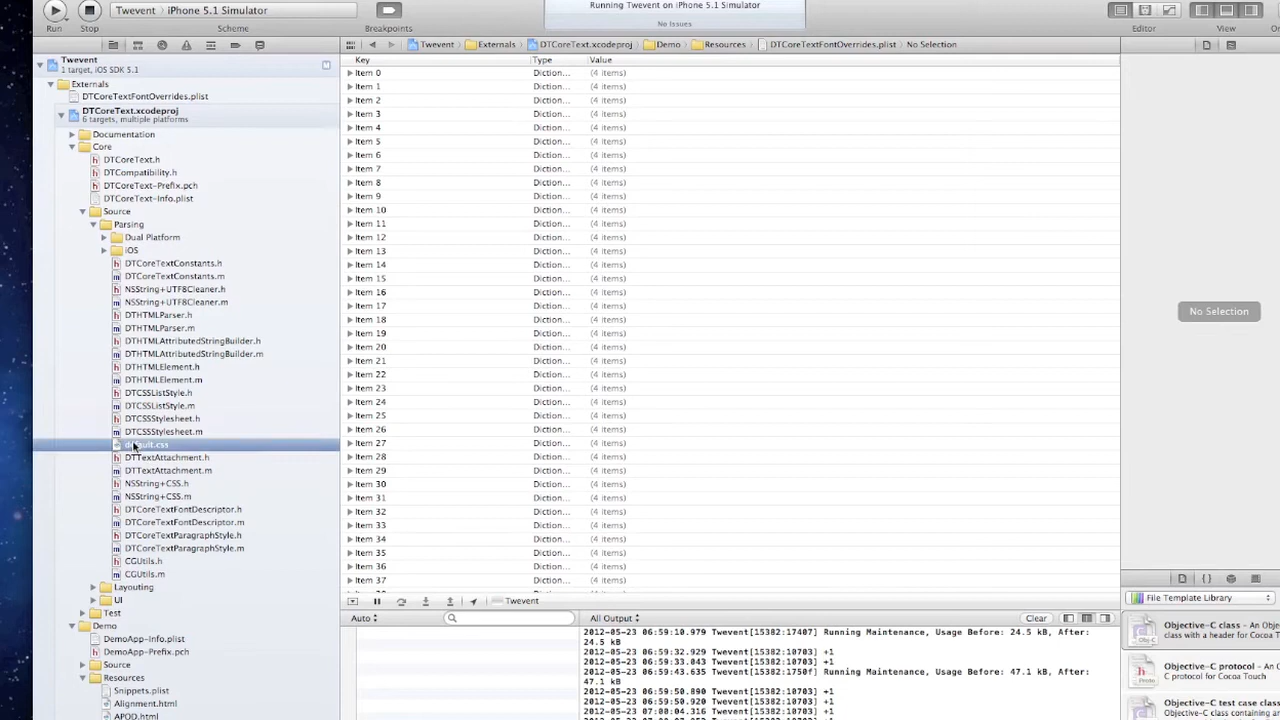 Twevent › iPhone 5.1 Simulator
Running Twevent on iPhone 5.1 Simulator
No Issues
Run
Stop
Scheme
Breakpoints
Editor
View
Twevent
1 target, iOS SDK 5.1
Externals
DTCoreTextFontOverrides.plist
DTCoreText.xcodeproj
6 targets, multiple platforms
Documentation
Core
DTCoreText.h
DTCompatibility.h
DTCoreText-Prefix.pch
DTCoreText-Info.plist
Source
Parsing
Dual Platform
iOS
DTCoreTextConstants.h
DTCoreTextConstants.m
NSString+UTF8Cleaner.h
NSString+UTF8Cleaner.m
DTHTMLParser.h
DTHTMLParser.m
DTHTMLAttributedStringBuilder.h
DTHTMLAttributedStringBuilder.m
DTHTMLElement.h
DTHTMLElement.m
DTCSSListStyle.h
DTCSSListStyle.m
DTCSSStylesheet.h
DTCSSStylesheet.m
default.css
DTTextAttachment.h
DTTextAttachment.m
NSString+CSS.h
NSString+CSS.m
DTCoreTextFontDescriptor.h
DTCoreTextFontDescriptor.m
DTCoreTextParagraphStyle.h
DTCoreTextParagraphStyle.m
CGUtils.h
CGUtils.m
Layouting
UI
Test
Demo
DemoApp-Info.plist
DemoApp-Prefix.pch
Source
Resources
Snippets.plist
Alignment.html
APOD.html
Twevent › Externals › DTCoreText.xcodeproj › Demo › Resources › DTCoreTextFontOverrides.plist › No Selection
Key Type Value
Item 0 Diction... (4 items)
Item 1 Diction... (4 items)
Item 2 Diction... (4 items)
Item 3 Diction... (4 items)
Item 4 Diction... (4 items)
Item 5 Diction... (4 items)
Item 6 Diction... (4 items)
Item 7 Diction... (4 items)
Item 8 Diction... (4 items)
Item 9 Diction... (4 items)
Item 10 Diction... (4 items)
Item 11 Diction... (4 items)
Item 12 Diction... (4 items)
Item 13 Diction... (4 items)
Item 14 Diction... (4 items)
Item 15 Diction... (4 items)
Item 16 Diction... (4 items)
Item 17 Diction... (4 items)
Item 18 Diction... (4 items)
Item 19 Diction... (4 items)
Item 20 Diction... (4 items)
Item 21 Diction... (4 items)
Item 22 Diction... (4 items)
Item 23 Diction... (4 items)
Item 24 Diction... (4 items)
Item 25 Diction... (4 items)
Item 26 Diction... (4 items)
Item 27 Diction... (4 items)
Item 28 Diction... (4 items)
Item 29 Diction... (4 items)
Item 30 Diction... (4 items)
Item 31 Diction... (4 items)
Item 32 Diction... (4 items)
Item 33 Diction... (4 items)
Item 34 Diction... (4 items)
Item 35 Diction... (4 items)
Item 36 Diction... (4 items)
Item 37 Diction... (4 items)
Twevent
Auto
All Output
Clear
2012-05-23 06:59:10.979 Twevent[15382:17407] Running Maintenance, Usage Before: 24.5 kB, After:
24.5 kB
2012-05-23 06:59:32.929 Twevent[15382:10703] +1
2012-05-23 06:59:33.043 Twevent[15382:10703] +1
2012-05-23 06:59:43.635 Twevent[15382:1750f] Running Maintenance, Usage Before: 47.1 kB, After:
47.1 kB
2012-05-23 06:59:50.890 Twevent[15382:10703] +1
2012-05-23 06:59:50.920 Twevent[15382:10703] +1
2012-05-23 07:00:04.316 Twevent[15382:10703] +1
No Selection
File Template Library
Objective-C class - 
class with a header for Cocoa T
Objective-C protocol - 
C protocol for Cocoa Touch
Objective-C test case class
Objective-C class containing a